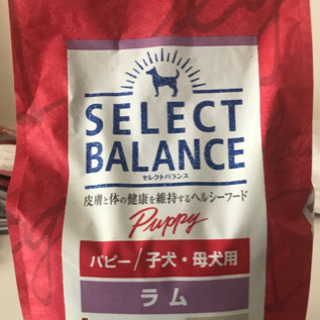 SELECT
BALANCE
セレクトバランス
皮膚と体の健康を維持するヘルシーフード
Puppy
パピー/子犬・母犬用
ラム